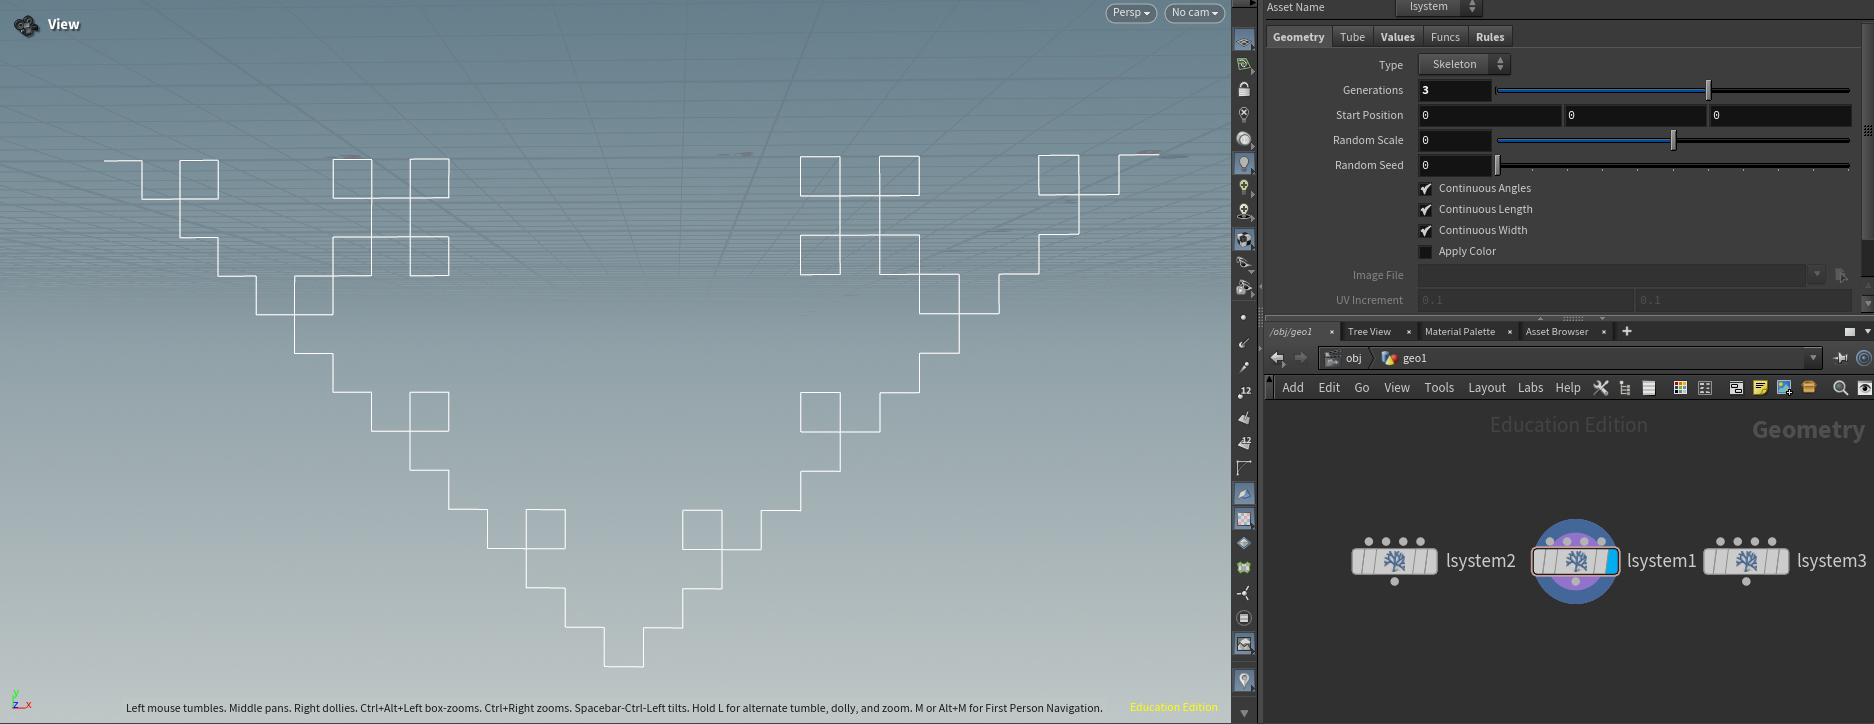 View
Persp
No cam
Asset Name
lsystem
Geometry Tube Values Funcs Rules
Type Skeleton
Generations 3
Start Position 0 0 0
Random Scale 0
Random Seed 0
Continuous Angles
Continuous Length
Continuous Width
Apply Color
Image File
UV Increment 0.1 0.1
/obj/geo1 × Tree View × Material Palette × Asset Browser × +
obj geo1
Add Edit Go View Tools Layout Labs Help
12
12
Education Edition
Geometry
lsystem2
lsystem1
lsystem3
y
z x
Left mouse tumbles. Middle pans. Right dollies. Ctrl+Alt+Left box-zooms. Ctrl+Right zooms. Spacebar-Ctrl-Left tilts. Hold L for alternate tumble, dolly, and zoom. M or Alt+M for First Person Navigation.
Education Edition